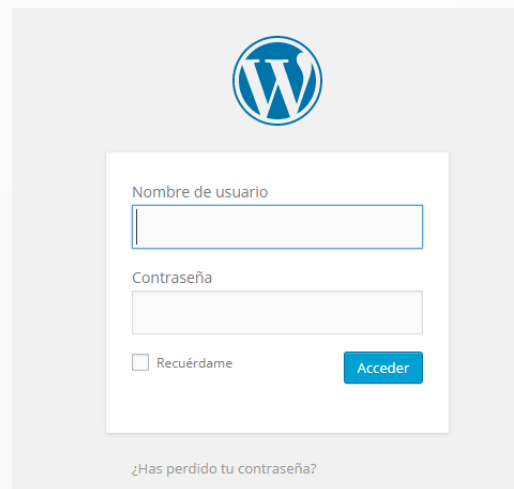 Nombre de usuario
Contraseña
Recuérdame
Acceder
¿Has perdido tu contraseña?